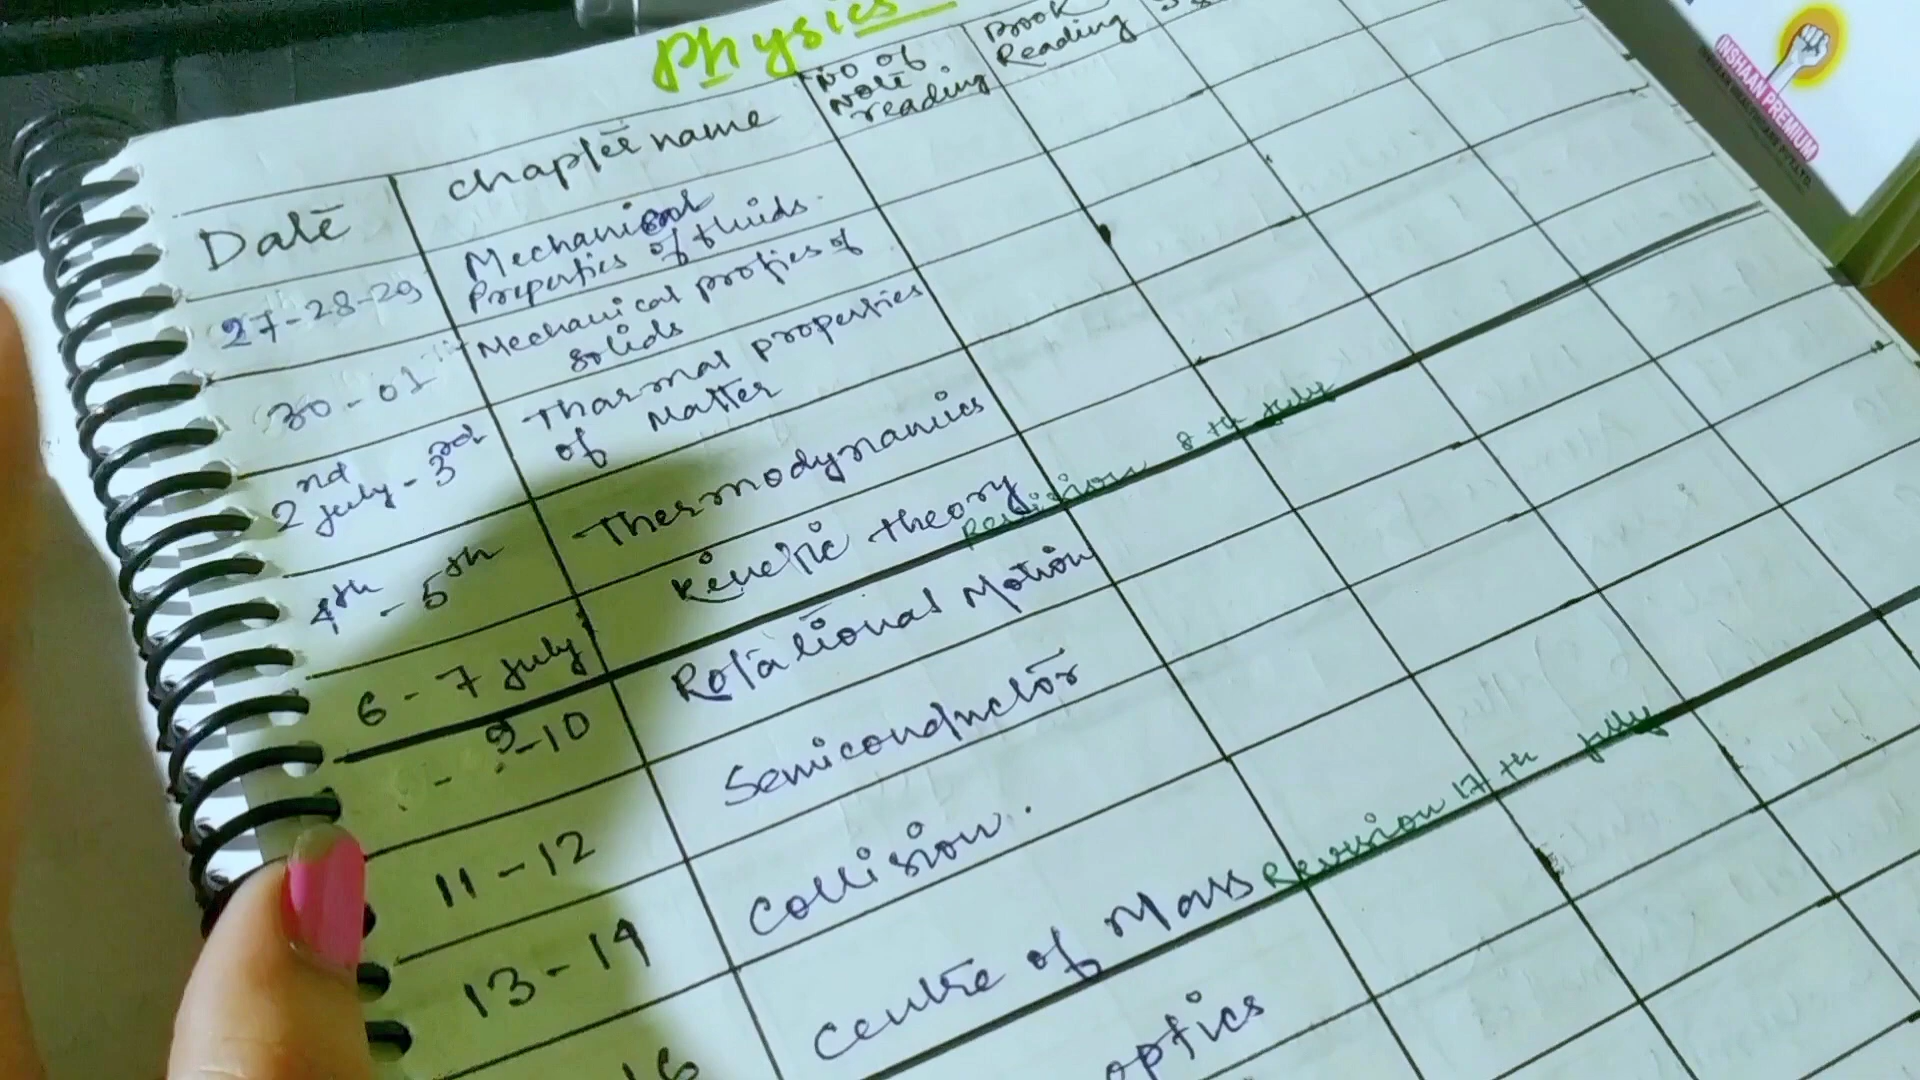 Physics
Date
Chapter name
No of
Note
reading
Book
Reading
27-28-29
Mechanical
Properties of fluids.
30-01
Mechanical propies of
solids
2nd
July-3rd
Tharmal properties
of Matter
4th-5th
Thermodynamics
6-7 July
Kinetic theory
Revision 8th July
9-10
Rotational Motion
11-12
Semiconductor
13-14
Collision.
16
Centre of Mass
Revision 17th July
optics
INSHAAN PREMIUM